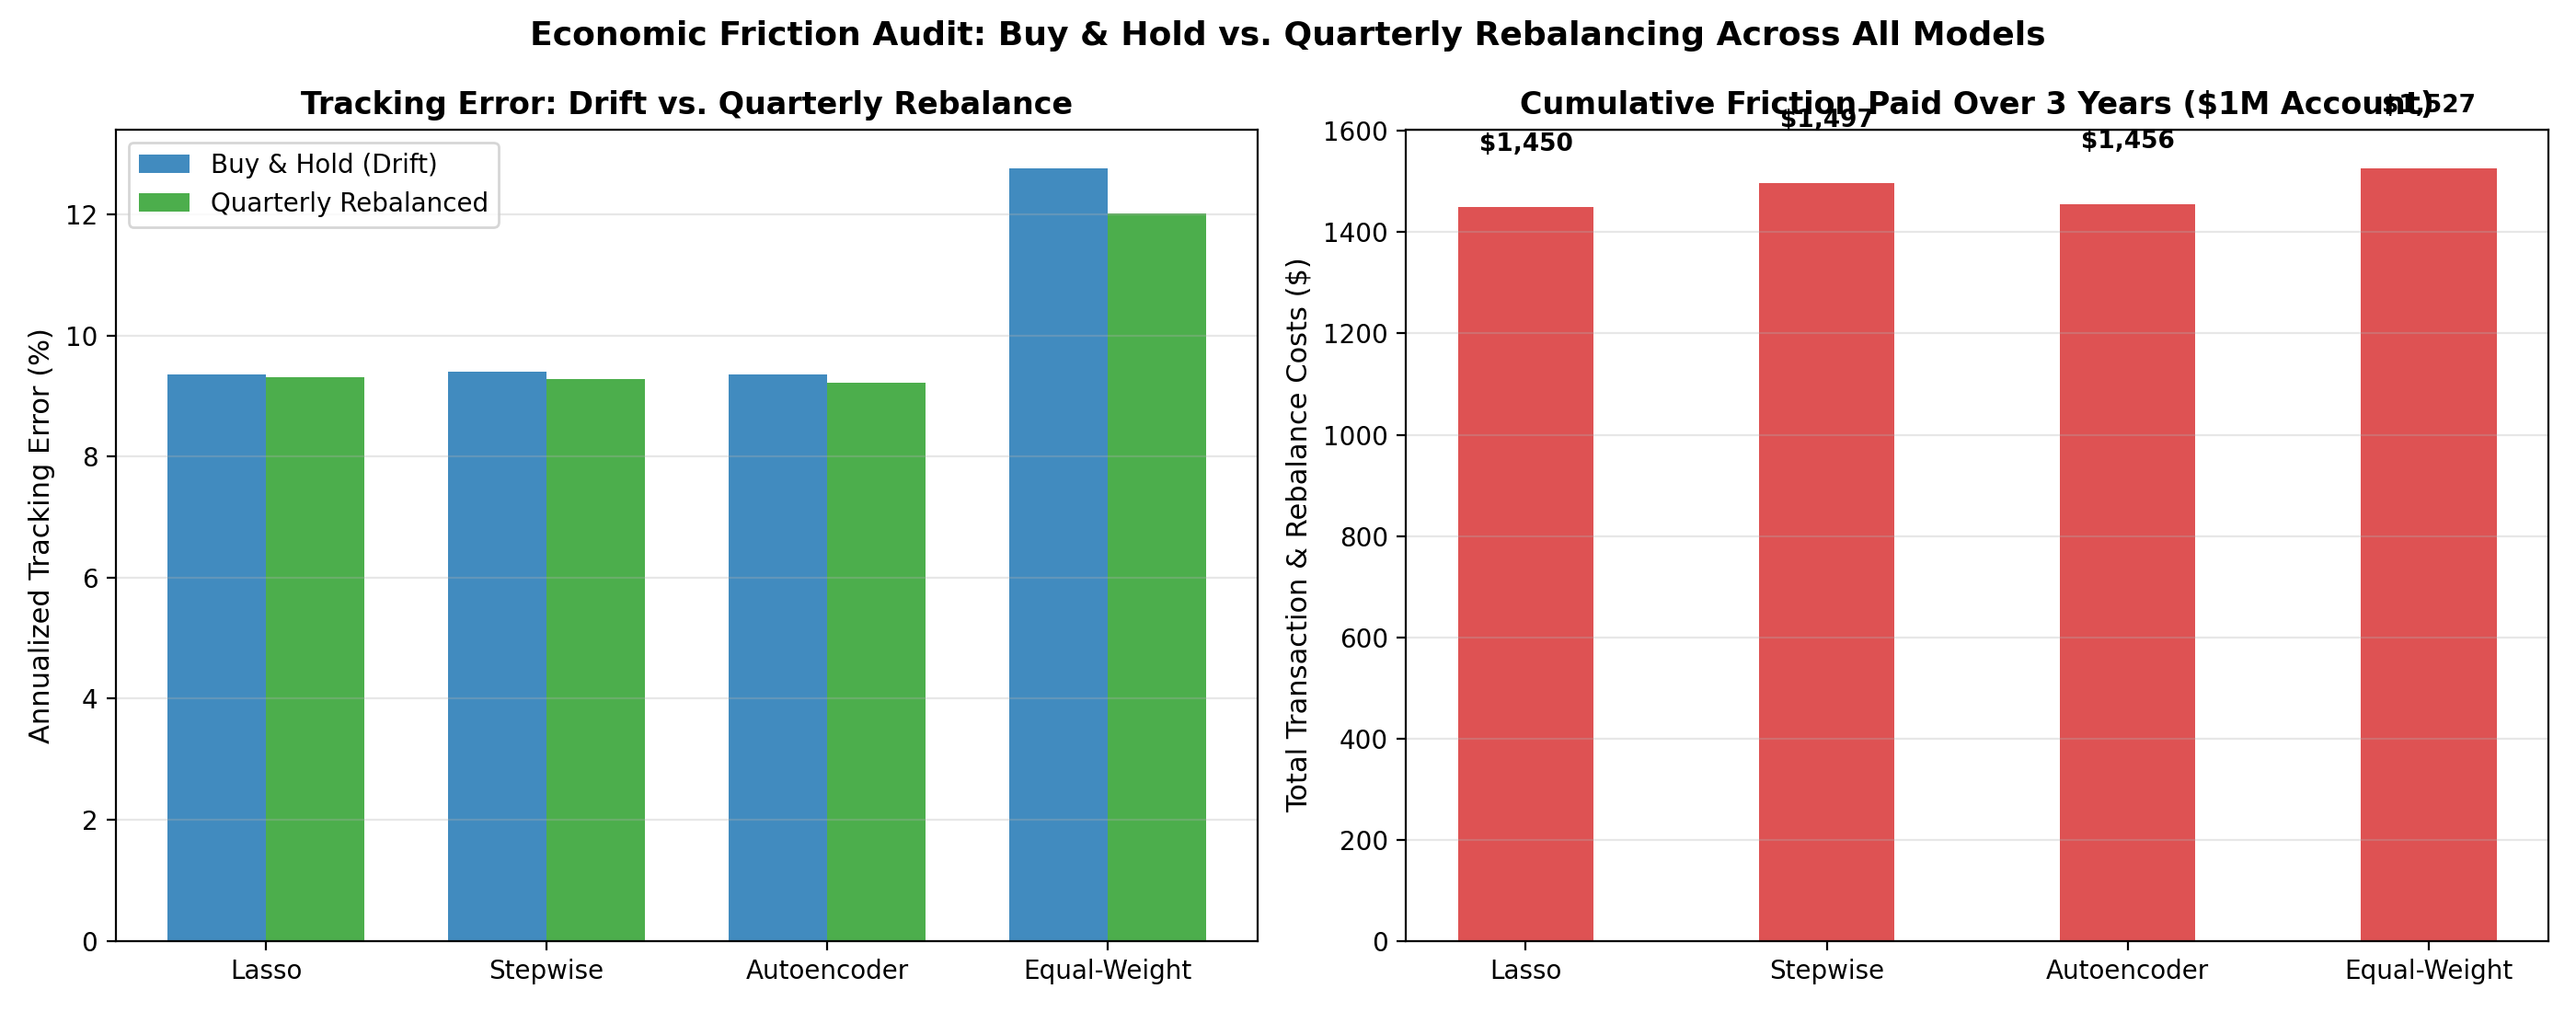 Economic Friction Audit: Buy & Hold vs. Quarterly Rebalancing Across All Models
Tracking Error: Drift vs. Quarterly Rebalance
Buy & Hold (Drift)
Quarterly Rebalanced
Annualized Tracking Error (%)
12
10
8
6
4
2
0
Lasso
Stepwise
Autoencoder
Equal-Weight
Cumulative Friction Paid Over 3 Years ($1M Account)
$1,450
$1,497
$1,456
$1,527
Total Transaction & Rebalance Costs ($)
1600
1400
1200
1000
800
600
400
200
0
Lasso
Stepwise
Autoencoder
Equal-Weight